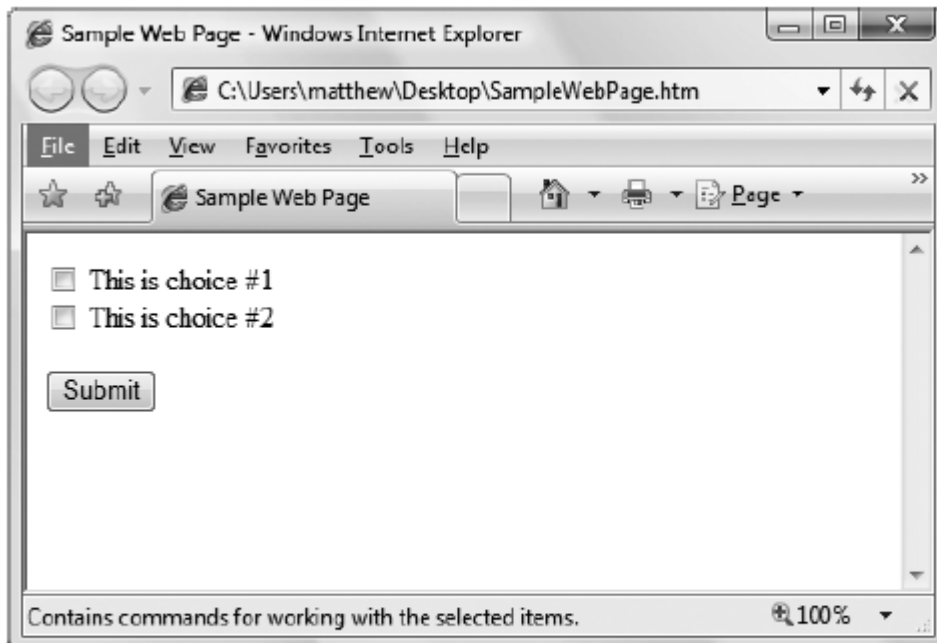 Sample Web Page - Windows Internet Explorer
C:\Users\matthew\Desktop\SampleWebPage.htm
File Edit View Favorites Tools Help
Sample Web Page Page
This is choice #1
This is choice #2
Submit
Contains commands for working with the selected items. 100%